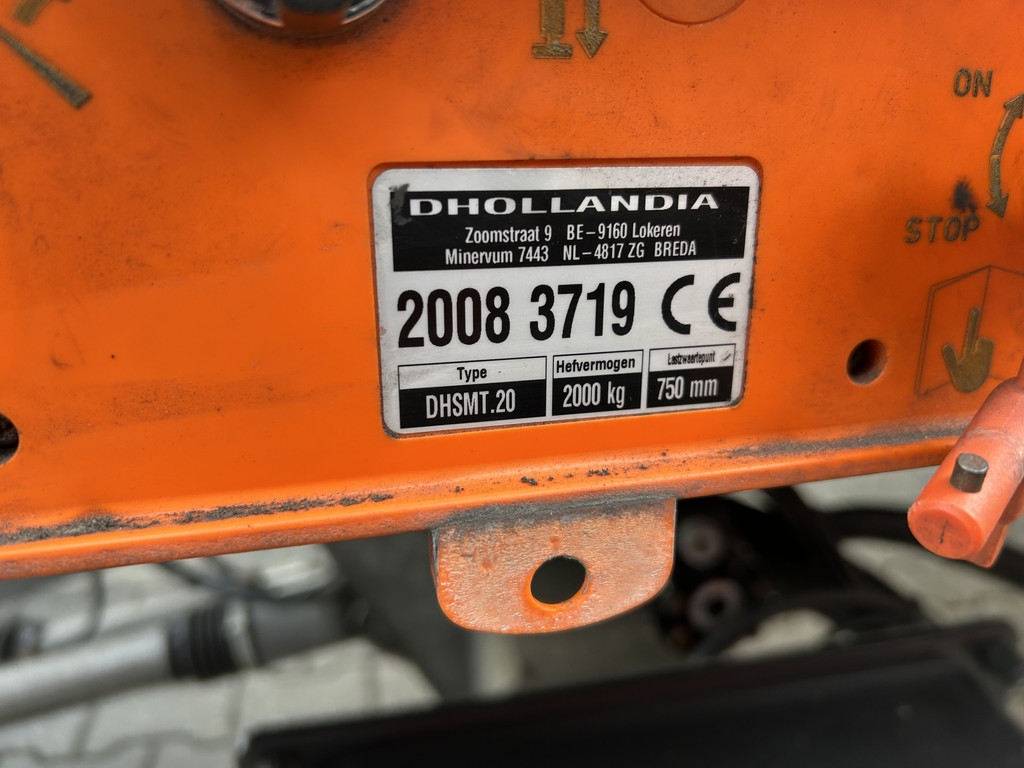 ON
STOP
DHOLLANDIA
Zoomstraat 9 BE-9160 Lokeren
Minervum 7443 NL-4817 ZG BREDA
2008 3719 CE
Type
DHSMT.20
Hefvermogen
2000 kg
Lastzwaartepunt
750 mm